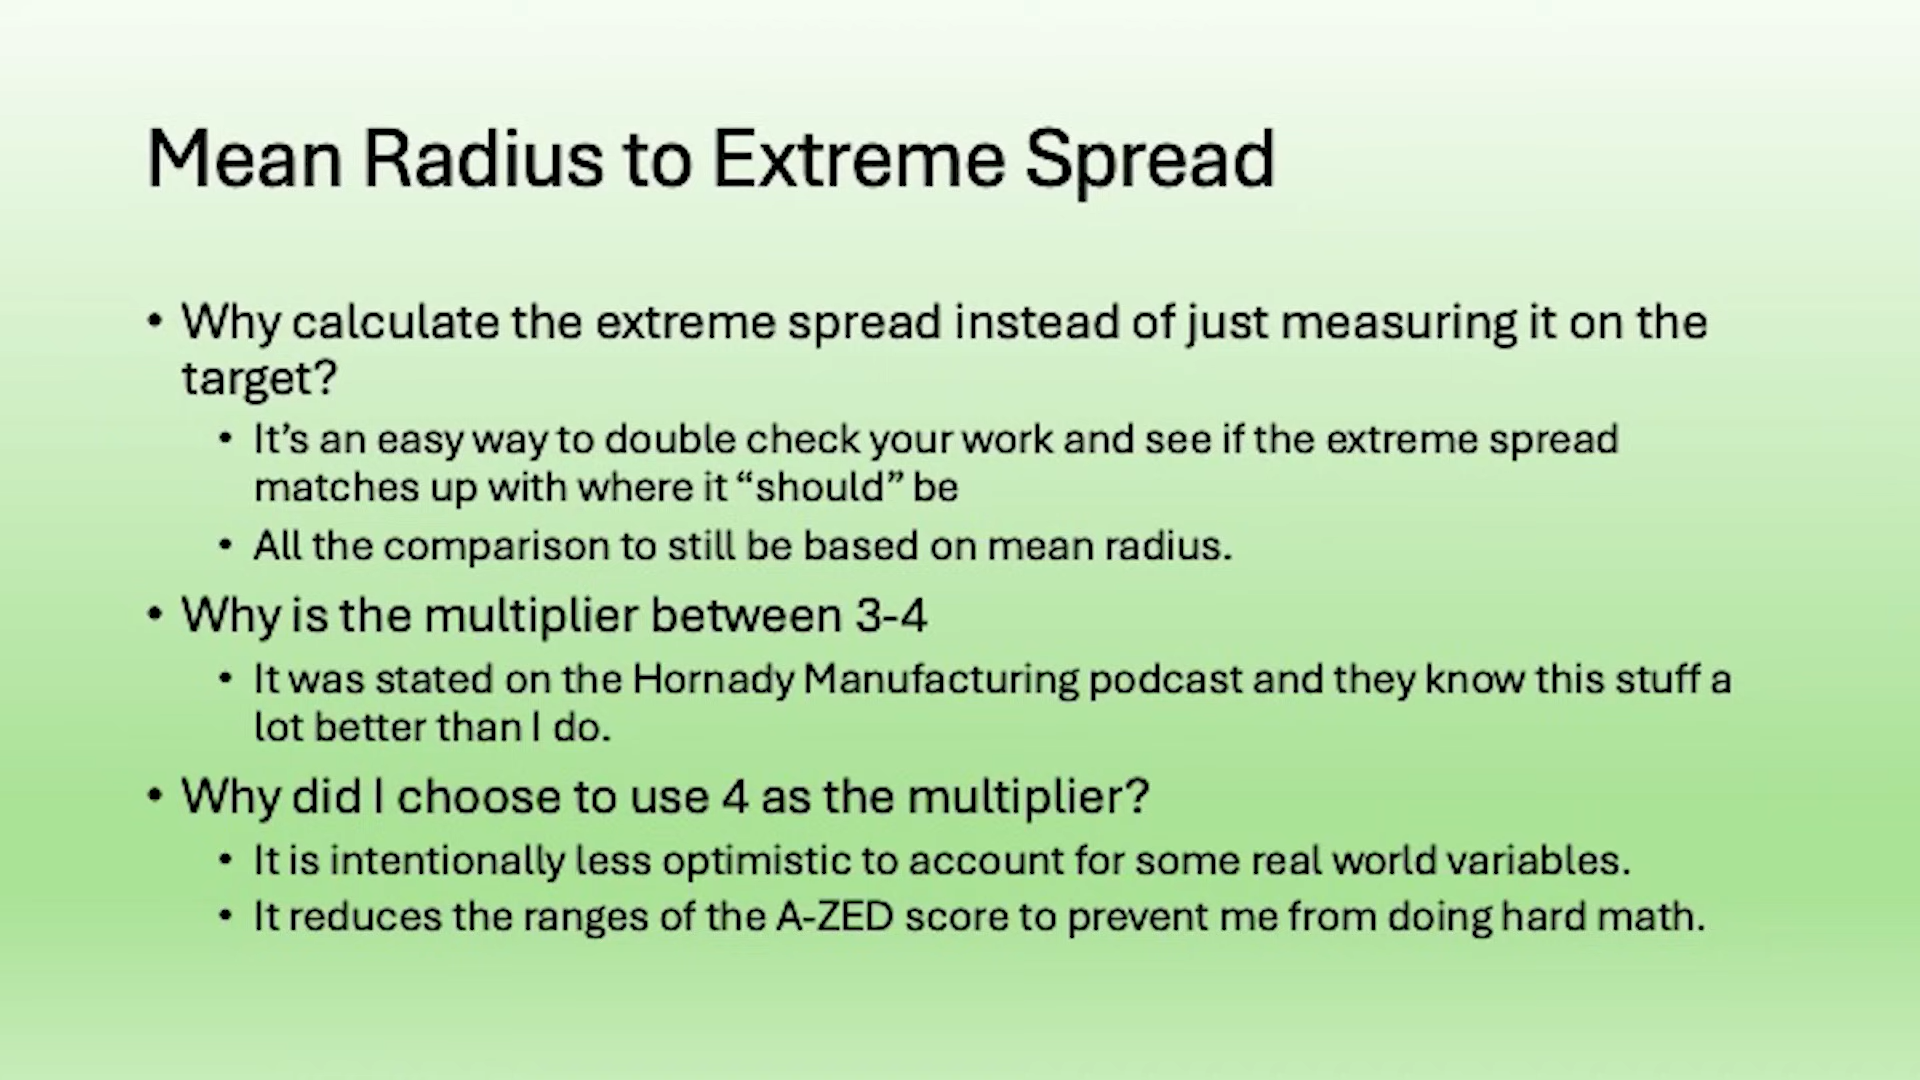 Mean Radius to Extreme Spread
• Why calculate the extreme spread instead of just measuring it on the
target?
• It's an easy way to double check your work and see if the extreme spread
matches up with where it “should” be
• All the comparison to still be based on mean radius.
• Why is the multiplier between 3-4
• It was stated on the Hornady Manufacturing podcast and they know this stuff a
lot better than I do.
• Why did I choose to use 4 as the multiplier?
• It is intentionally less optimistic to account for some real world variables.
• It reduces the ranges of the A-ZED score to prevent me from doing hard math.